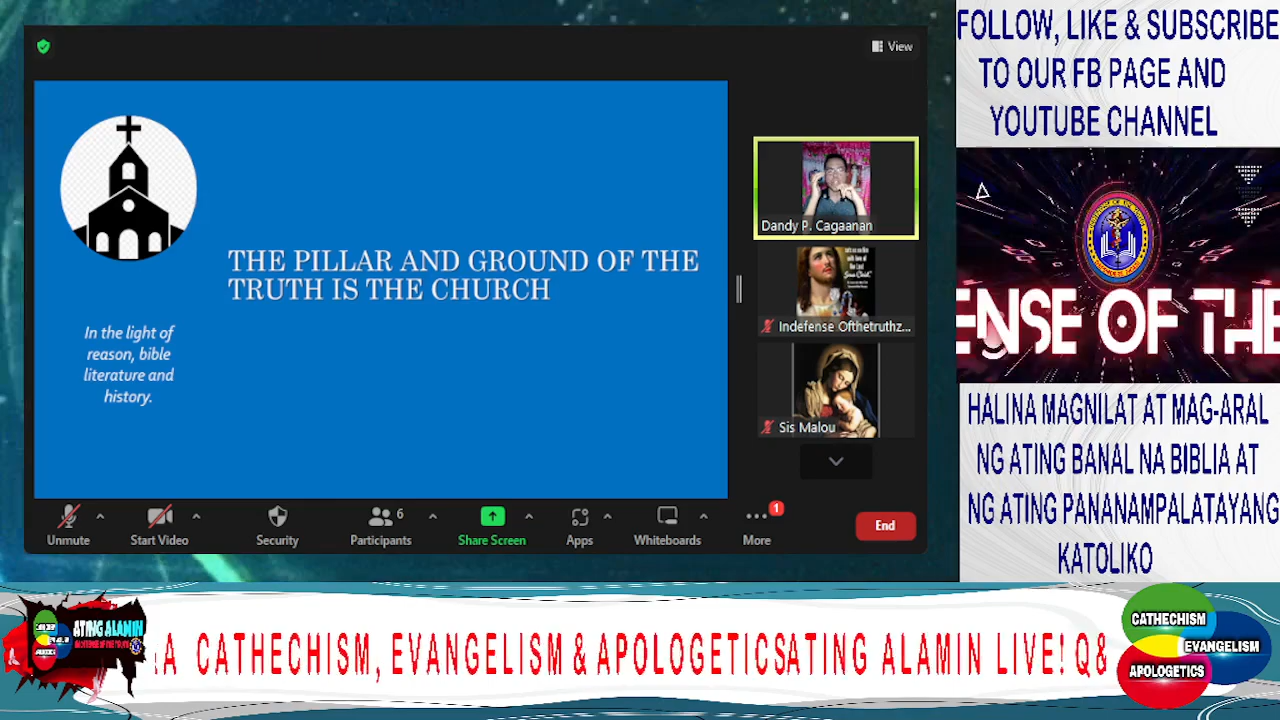 View
THE PILLAR AND GROUND OF THE
TRUTH IS THE CHURCH
In the light of
reason, bible
literature and
history.
Dandy P. Cagaanan
Indefense Ofthetruthz...
Sis Malou
Unmute
Start Video
Security
6
Participants
Share Screen
Apps
Whiteboards
1
More
End
FOLLOW, LIKE & SUBSCRIBE
TO OUR FB PAGE AND
YOUTUBE CHANNEL
ENSE OF THE
HALINA MAGNILAT AT MAG-ARAL
NG ATING BANAL NA BIBLIA AT
NG ATING PANANAMPALATAYANG
KATOLIKO
ATING ALAMIN
A CATHECHISM, EVANGELISM & APOLOGETICSATING ALAMIN LIVE! Q&
CATHECHISM
EVANGELISM
APOLOGETICS